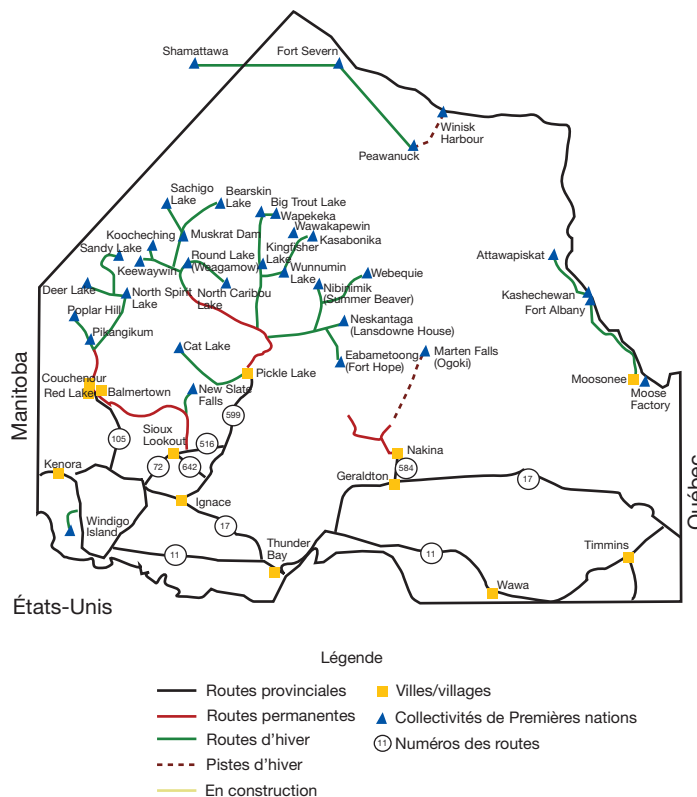 Shamattawa
Fort Severn
Winisk
Harbour
Peawanuck
Sachigo
Lake
Bearskin
Lake
Big Trout Lake
Wapekeka
Wawakapewin
Kasabonika
Koocheching
Muskrat Dam
Kingfisher
Lake
Sandy Lake
Keewaywin
Round Lake
(Weagamow)
Wunnumin
Lake
Webequie
Attawapiskat
Deer Lake
North Spirit
Lake
North Caribou
Lake
Nibinimik
(Summer Beaver)
Kashechewan
Fort Albany
Poplar Hill
Pikangikum
Neskantaga
(Lansdowne House)
Cat Lake
Eabametoong
(Fort Hope)
Marten Falls
(Ogoki)
Pickle Lake
Moosonee
Moose
Factory
Couchenour
Red Lake
Balmertown
New Slate
Falls
Manitoba
599
105
Sioux
Lookout
516
72
642
Nakina
584
Kenora
Geraldton
17
Québec
Ignace
Windigo
Island
17
11
Thunder
Bay
11
Timmins
Wawa
États-Unis
Légende
Routes provinciales
Villes/villages
Routes permanentes
Collectivités de Premières nations
Routes d'hiver
11 Numéros des routes
Pistes d'hiver
En construction